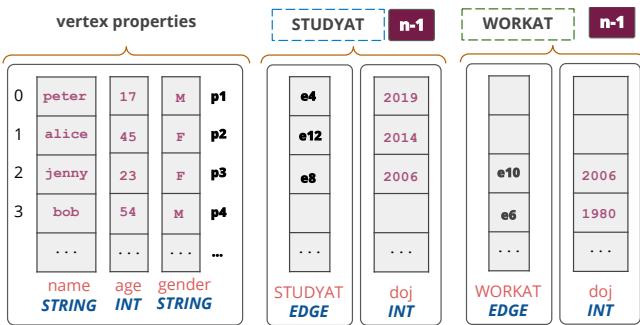 vertex properties
STUDYAT n-1
WORKAT n-1
0 peter 17 M p1 e4 2019
1 alice 45 F p2 e12 2014
2 jenny 23 F p3 e8 2006 e10 2006
3 bob 54 M p4 e6 1980
... ... ... ... ... ... ... ...
name age gender STUDYAT doj WORKAT doj
STRING INT STRING EDGE INT EDGE INT